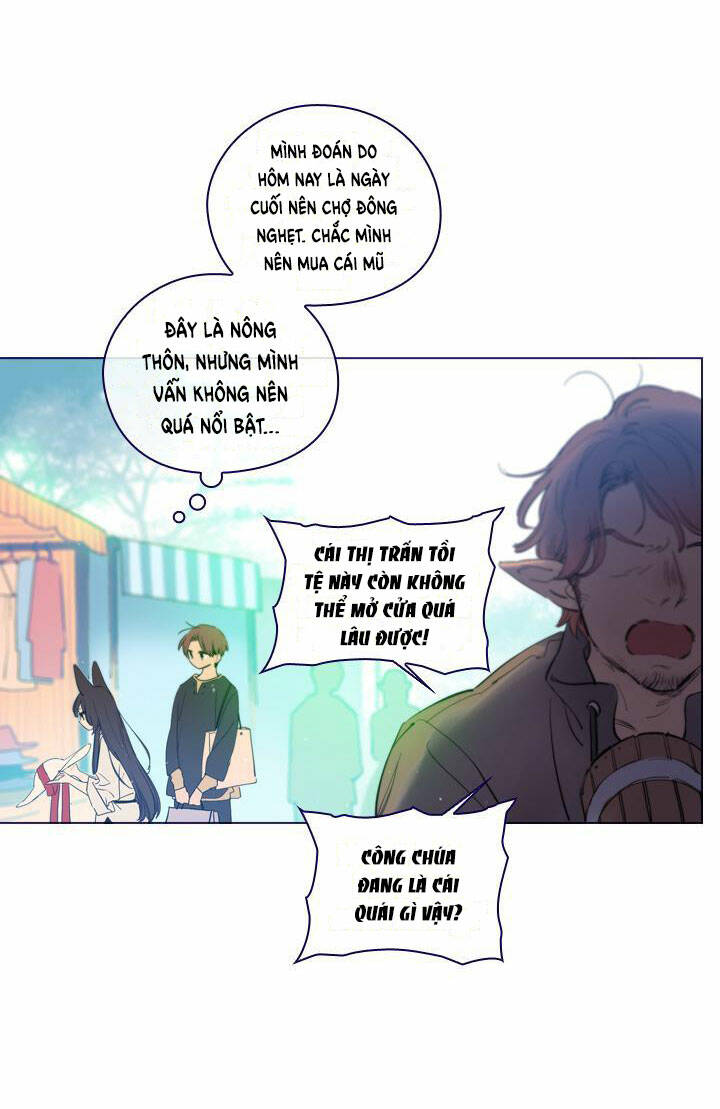 MÌNH ĐOÁN DO
HÔM NAY LÀ NGÀY
CUỐI NÊN CHỢ ĐÔNG
NGHẸT. CHẮC MÌNH
NÊN MUA CÁI MŨ
ĐÂY LÀ NÔNG
THÔN, NHƯNG MÌNH
VẪN KHÔNG NÊN
QUÁ NỔI BẬT...
CÁI THỊ TRẤN TỒI
TỆ NÀY CÒN KHÔNG
THỂ MỞ CỬA QUÁ
LÂU ĐƯỢC!
CÔNG CHÚA
ĐANG LÀ CÁI
QUÁI GÌ VẬY?